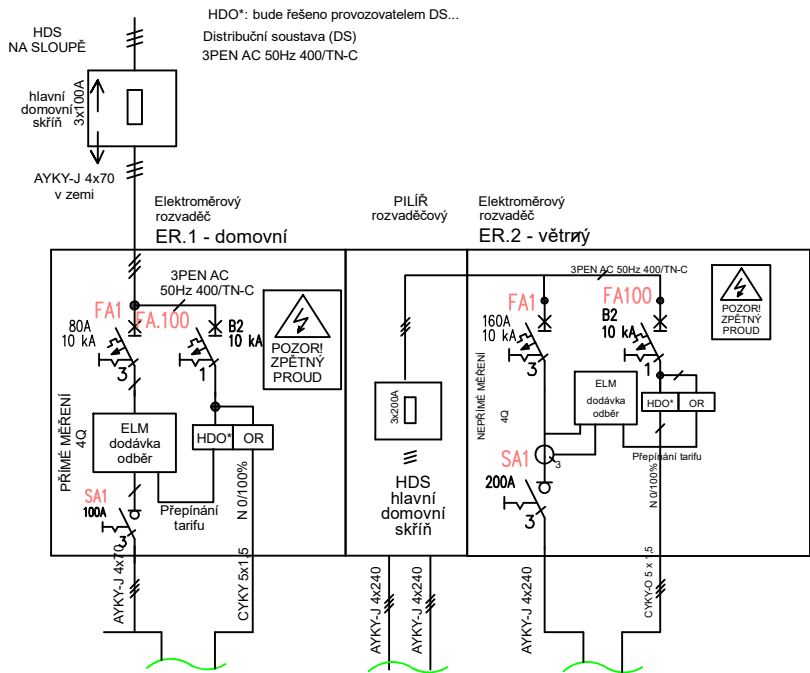 HDO*: bude řešeno provozovatelem DS...
Distribuční soustava (DS)
3PEN AC 50Hz 400/TN-C
HDS
NA SLOUPĚ
hlavní
domovní
skříň
3x100A
AYKY-J 4x70
v zemi
Elektroměrový
rozvaděč
ER.1 - domovní
PILÍŘ
rozvaděčový
Elektroměrový
rozvaděč
ER.2 - větrný
3PEN AC
50Hz 400/TN-C
FA1
80A
10 kA
3
FA.100
B2
10 kA
1
POZOR!
ZPĚTNÝ
PROUD
PŘÍMÉ MĚŘENÍ
4Q
ELM
dodávka
odběr
HDO*
OR
SA1
100A
3
Přepínání
tarifu
N 0/100%
AYKY-J 4x70
CYKY 5x1,5
3x200A
HDS
hlavní
domovní
skříň
AYKY-J 4x240
AYKY-J 4x240
3PEN AC 50Hz 400/TN-C
FA1
160A
10 kA
3
FA100
B2
10 kA
1
POZOR!
ZPĚTNÝ
PROUD
NEPŘÍMÉ MĚŘENÍ
4Q
ELM
dodávka
odběr
HDO*
OR
SA1
3
200A
3
Přepínání tarifu
N 0/100%
AYKY-J 4x240
CYKY-O 5 x 1,5